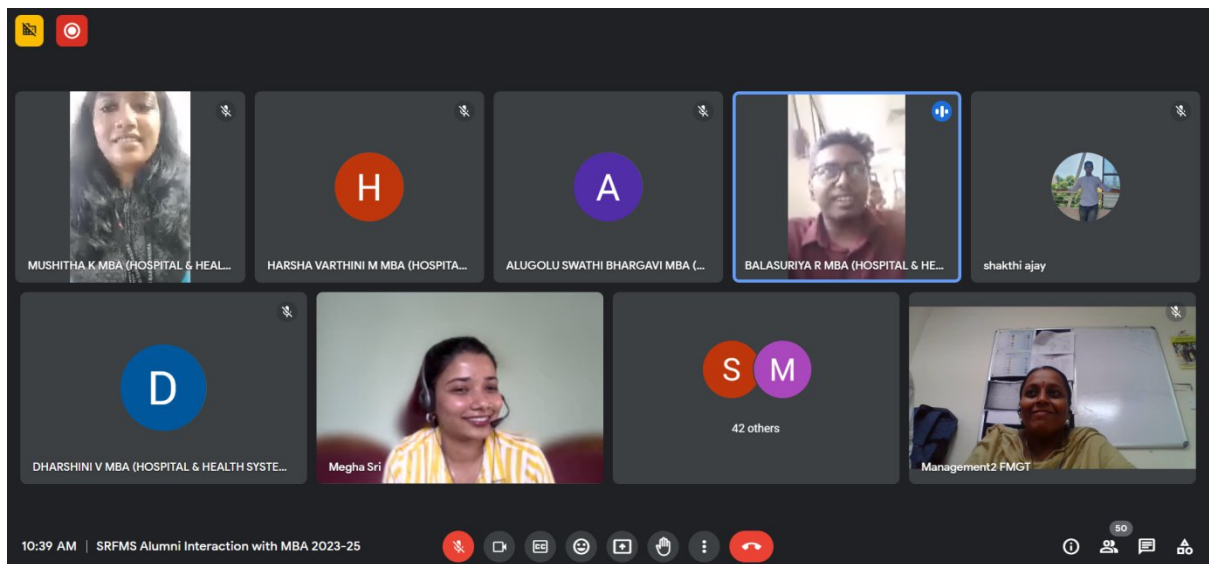 H
A
MUSHITHA K MBA (HOSPITAL & HEAL...
HARSHA VARTHINI M MBA (HOSPITA...
ALUGOLU SWATHI BHARGAVI MBA (...
BALASURIYA R MBA (HOSPITAL & HE...
shakthi ajay
D
S M
42 others
DHARSHINI V MBA (HOSPITAL & HEALTH SYSTE...
Megha Sri
Management2 FMGT
50
10:39 AM | SRFMS Alumni Interaction with MBA 2023-25
CC